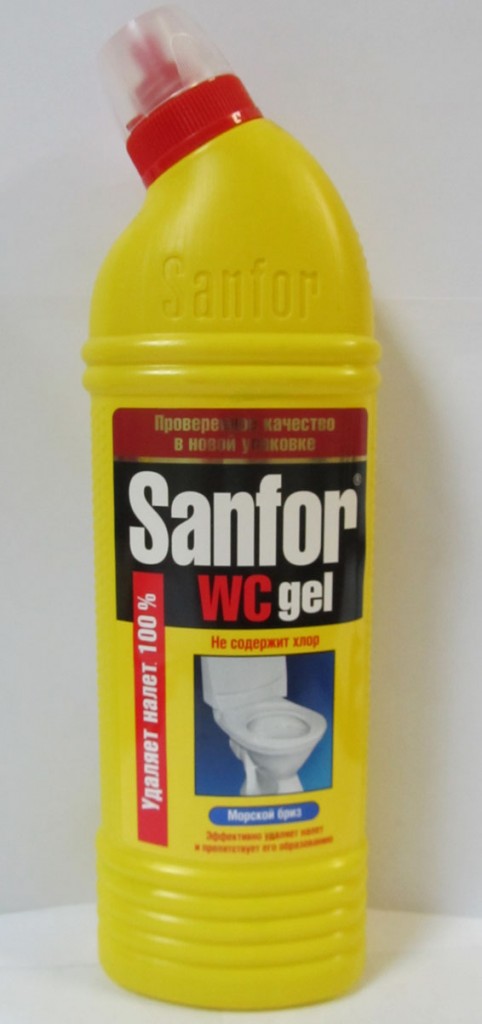 Sanfor
Проверенное качество
в новой упаковке
Sanfor®
WC gel
Не содержит хлор
Удаляет налет. 100%
Морской бриз
Эффективно удаляет налет
и препятствует его образованию